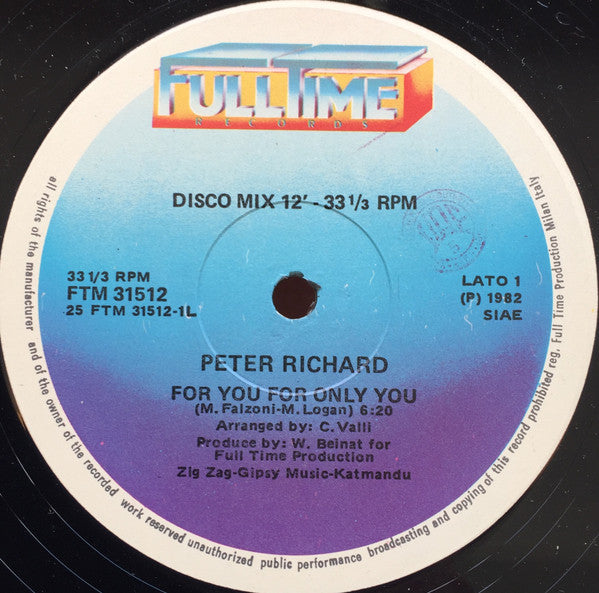 FULLTIME
RECORDS
DISCO MIX 12' - 33 1/3 RPM
33 1/3 RPM
FTM 31512
25 FTM 31512-1L
LATO 1
(P) 1982
SIAE
PETER RICHARD
FOR YOU FOR ONLY YOU
(M. Falzoni-M. Logan) 6:20
Arranged by: C. Valli
Produce by: W. Beinat for
Full Time Production
Zig Zag-Gipsy Music-Katmandu
all rights of the manufacturer and of the owner of the recorded work reserved unauthorized public performance broadcasting and copying of this record prohibited reg. Full Time Production Milan Italy